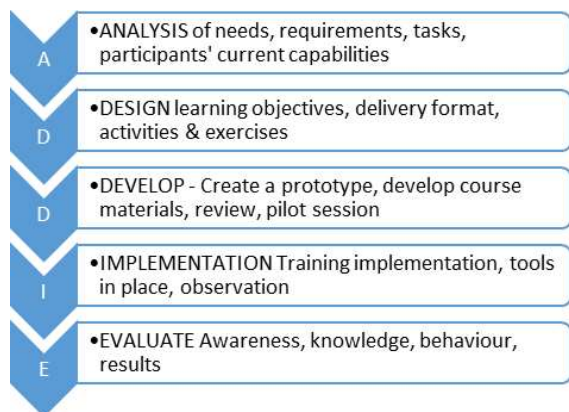 A
•ANALYSIS of needs, requirements, tasks,
participants' current capabilities
D
•DESIGN learning objectives, delivery format,
activities & exercises
D
•DEVELOP - Create a prototype, develop course
materials, review, pilot session
I
•IMPLEMENTATION Training implementation, tools
in place, observation
E
•EVALUATE Awareness, knowledge, behaviour,
results